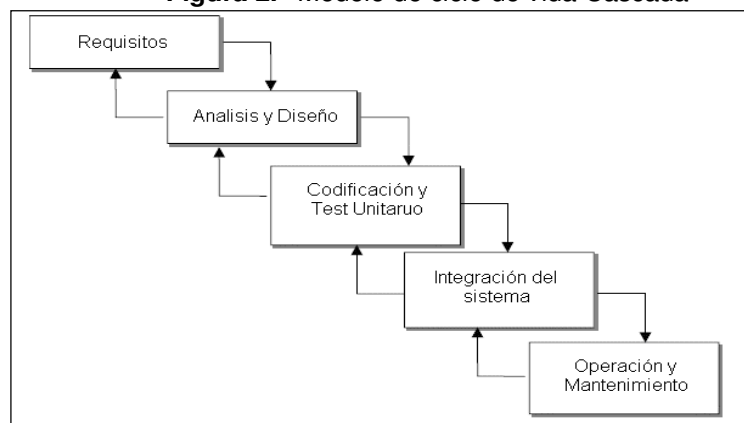 Figura 2. Modelo de ciclo de vida Cascada
Requisitos
Analisis y Diseño
Codificación y
Test Unitaruo
Integración del
sistema
Operación y
Mantenimiento